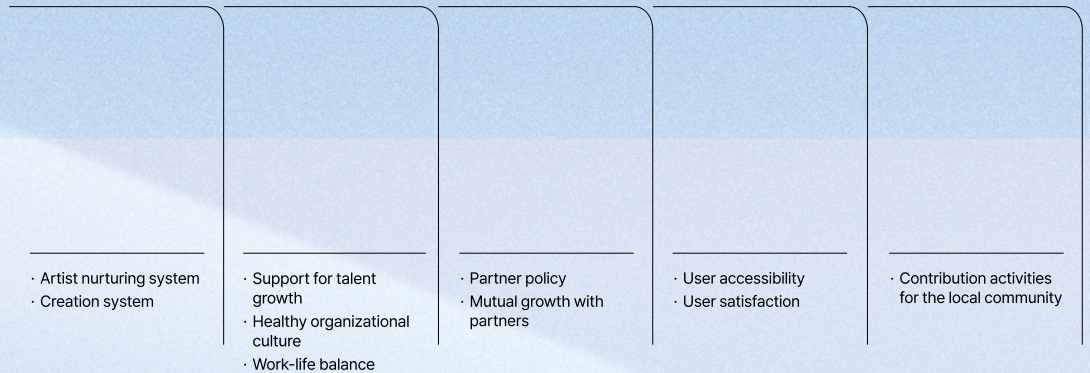 · Artist nurturing system
· Creation system
· Support for talent
growth
· Healthy organizational
culture
· Work-life balance
· Partner policy
· Mutual growth with
partners
· User accessibility
· User satisfaction
· Contribution activities
for the local community